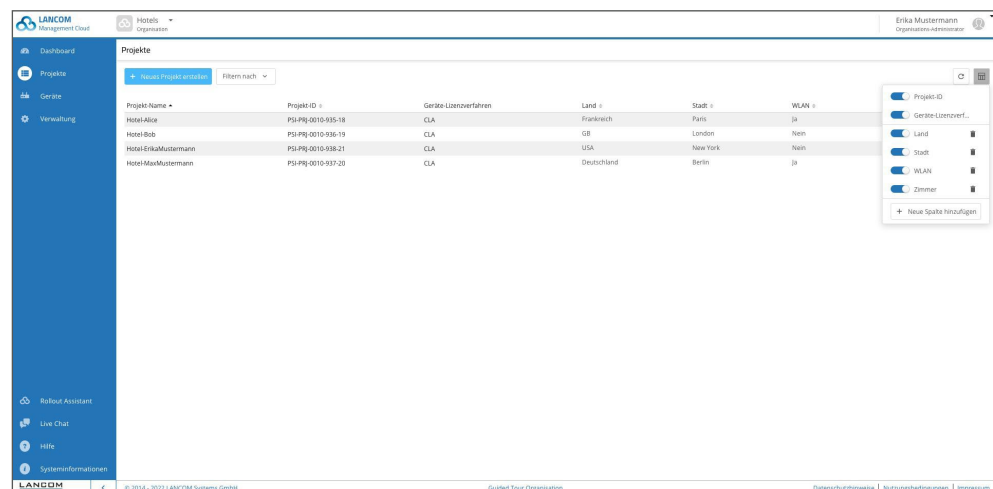 LANCOM
Management Cloud
Hotels
Organisation
Erika Mustermann
Organisations-Administrator
Dashboard
Projekte
Geräte
Verwaltung
Rollout Assistant
Live Chat
Hilfe
Systeminformationen
LANCOM
Projekte
+ Neues Projekt erstellen
Filtern nach
Projekt-Name Projekt-ID Geräte-Lizenzverfahren Land Stadt WLAN
Hotel-Alice PSI-PRJ-0010-935-18 CLA Frankreich Paris Ja
Hotel-Bob PSI-PRJ-0010-936-19 CLA GB London Nein
Hotel-ErikaMustermann PSI-PRJ-0010-938-21 CLA USA New York Nein
Hotel-MaxMustermann PSI-PRJ-0010-937-20 CLA Deutschland Berlin Ja
Projekt-ID
Geräte-Lizenzverf...
Land
Stadt
WLAN
Zimmer
+ Neue Spalte hinzufügen
© 2014 - 2022 LANCOM Systems GmbH Guided Tour Organisation Datenschutzhinweise | Nutzungsbedingungen | Impressum